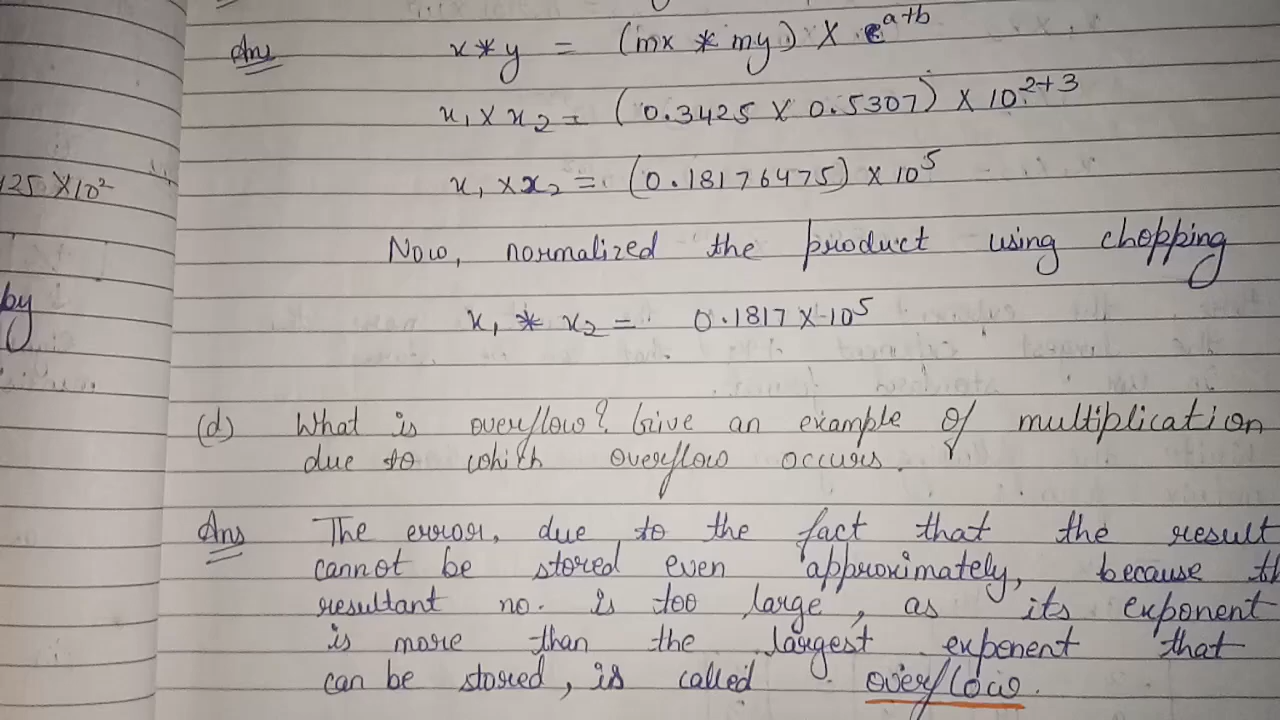 Ans x*y = (mx * my) X e^a+b
x₁ X x₂ = (0.3425 X 0.5307) X 10^2+3
x₁ X x₂ = (0.18176475) X 10^5
125 X10²
Now, normalized the product using chopping
by
x₁ * x₂ = 0.1817 X 10^5
(d) What is overflow? Give an example of multiplication
due to which overflow occurs.
Ans The error, due to the fact that the result
cannot be stored even approximately, because th
resultant no. is too large, as its exponent
is more than the largest exponent that
can be stored, is called overflow.